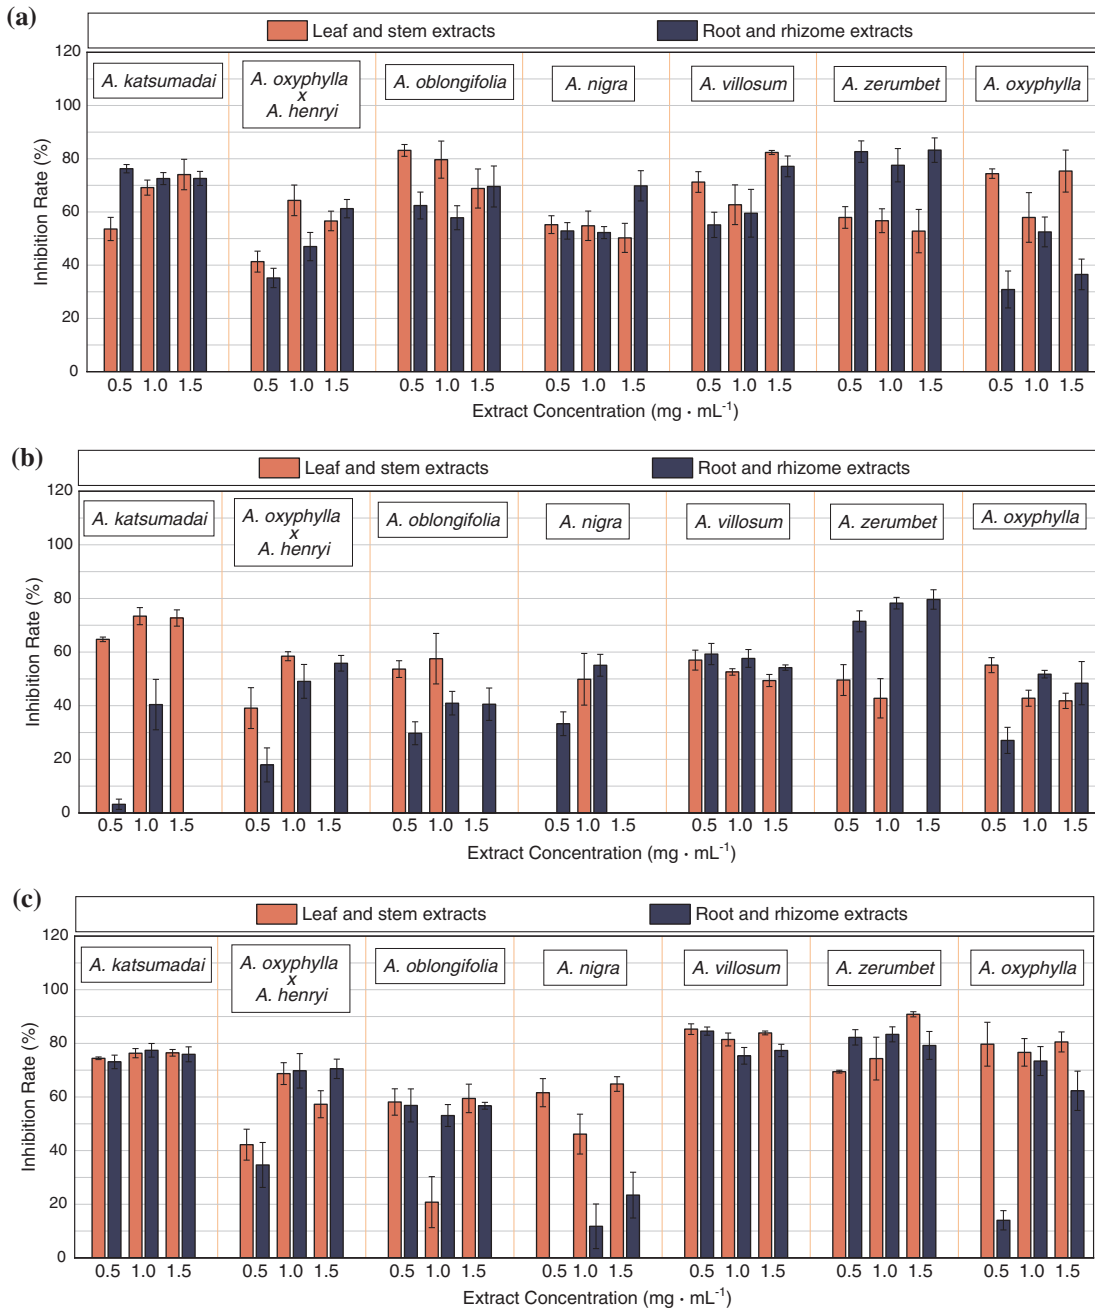 (a)
Leaf and stem extracts Root and rhizome extracts
120
100
80
60
40
20
0
Inhibition Rate (%)
A. katsumadai
A. oxyphylla
x
A. henryi
A. oblongifolia
A. nigra
A. villosum
A. zerumbet
A. oxyphylla
0.5 1.0 1.5 0.5 1.0 1.5 0.5 1.0 1.5 0.5 1.0 1.5 0.5 1.0 1.5 0.5 1.0 1.5 0.5 1.0 1.5
Extract Concentration (mg · mL⁻¹)
(b)
Leaf and stem extracts Root and rhizome extracts
120
100
80
60
40
20
0
Inhibition Rate (%)
A. katsumadai
A. oxyphylla
x
A. henryi
A. oblongifolia
A. nigra
A. villosum
A. zerumbet
A. oxyphylla
0.5 1.0 1.5 0.5 1.0 1.5 0.5 1.0 1.5 0.5 1.0 1.5 0.5 1.0 1.5 0.5 1.0 1.5 0.5 1.0 1.5
Extract Concentration (mg · mL⁻¹)
(c)
Leaf and stem extracts Root and rhizome extracts
120
100
80
60
40
20
0
Inhibition Rate (%)
A. katsumadai
A. oxyphylla
x
A. henryi
A. oblongifolia
A. nigra
A. villosum
A. zerumbet
A. oxyphylla
0.5 1.0 1.5 0.5 1.0 1.5 0.5 1.0 1.5 0.5 1.0 1.5 0.5 1.0 1.5 0.5 1.0 1.5 0.5 1.0 1.5
Extract Concentration (mg · mL⁻¹)